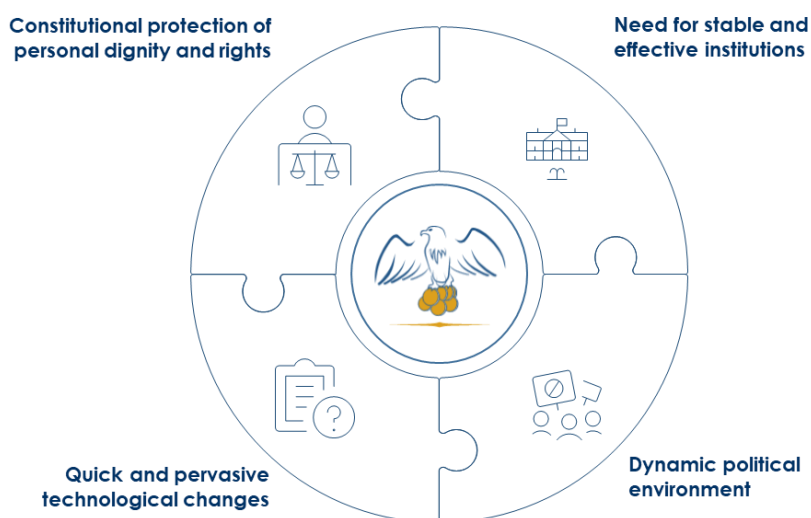 Constitutional protection of
personal dignity and rights
Need for stable and
effective institutions
Quick and pervasive
technological changes
Dynamic political
environment